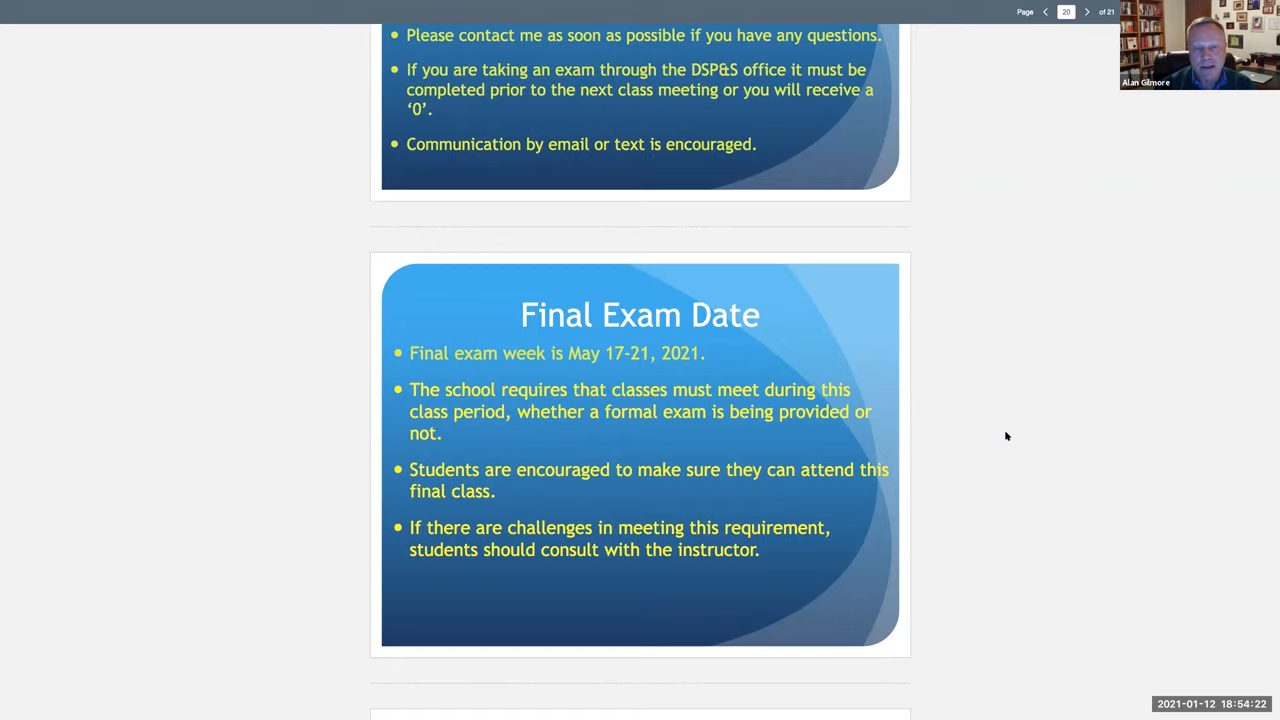 Page
20
of 21
Alan Gilmore
• Please contact me as soon as possible if you have any questions.
• If you are taking an exam through the DSP&S office it must be
completed prior to the next class meeting or you will receive a
‘0’.
• Communication by email or text is encouraged.
Final Exam Date
• Final exam week is May 17-21, 2021.
• The school requires that classes must meet during this
class period, whether a formal exam is being provided or
not.
• Students are encouraged to make sure they can attend this
final class.
• If there are challenges in meeting this requirement,
students should consult with the instructor.
2021-01-12 18:54:22